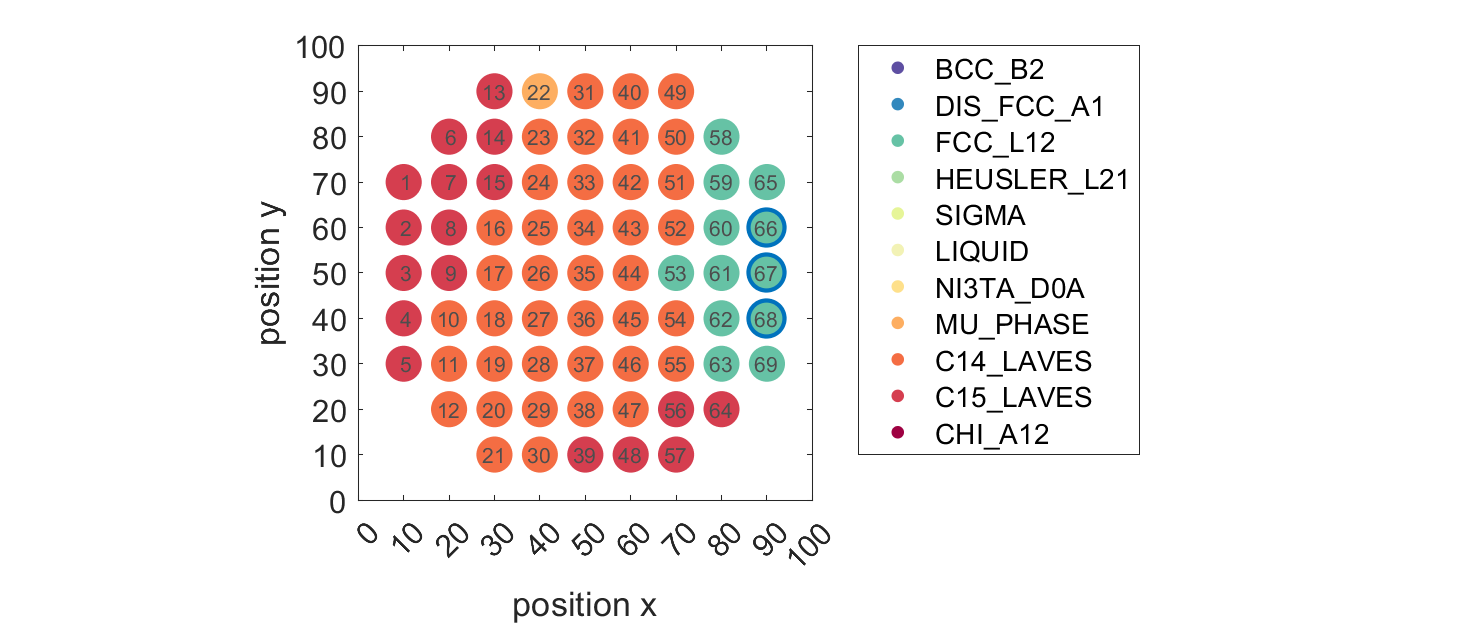 100
90
80
70
60
50
40
30
20
10
0
position y
13 22 31 40 49
6 14 23 32 41 50 58
1 7 15 24 33 42 51 59 65
2 8 16 25 34 43 52 60 66
3 9 17 26 35 44 53 61 67
4 10 18 27 36 45 54 62 68
5 11 19 28 37 46 55 63 69
12 20 29 38 47 56 64
21 30 39 48 57
0 10 20 30 40 50 60 70 80 90 100
position x
BCC_B2
DIS_FCC_A1
FCC_L12
HEUSLER_L21
SIGMA
LIQUID
NI3TA_D0A
MU_PHASE
C14_LAVES
C15_LAVES
CHI_A12